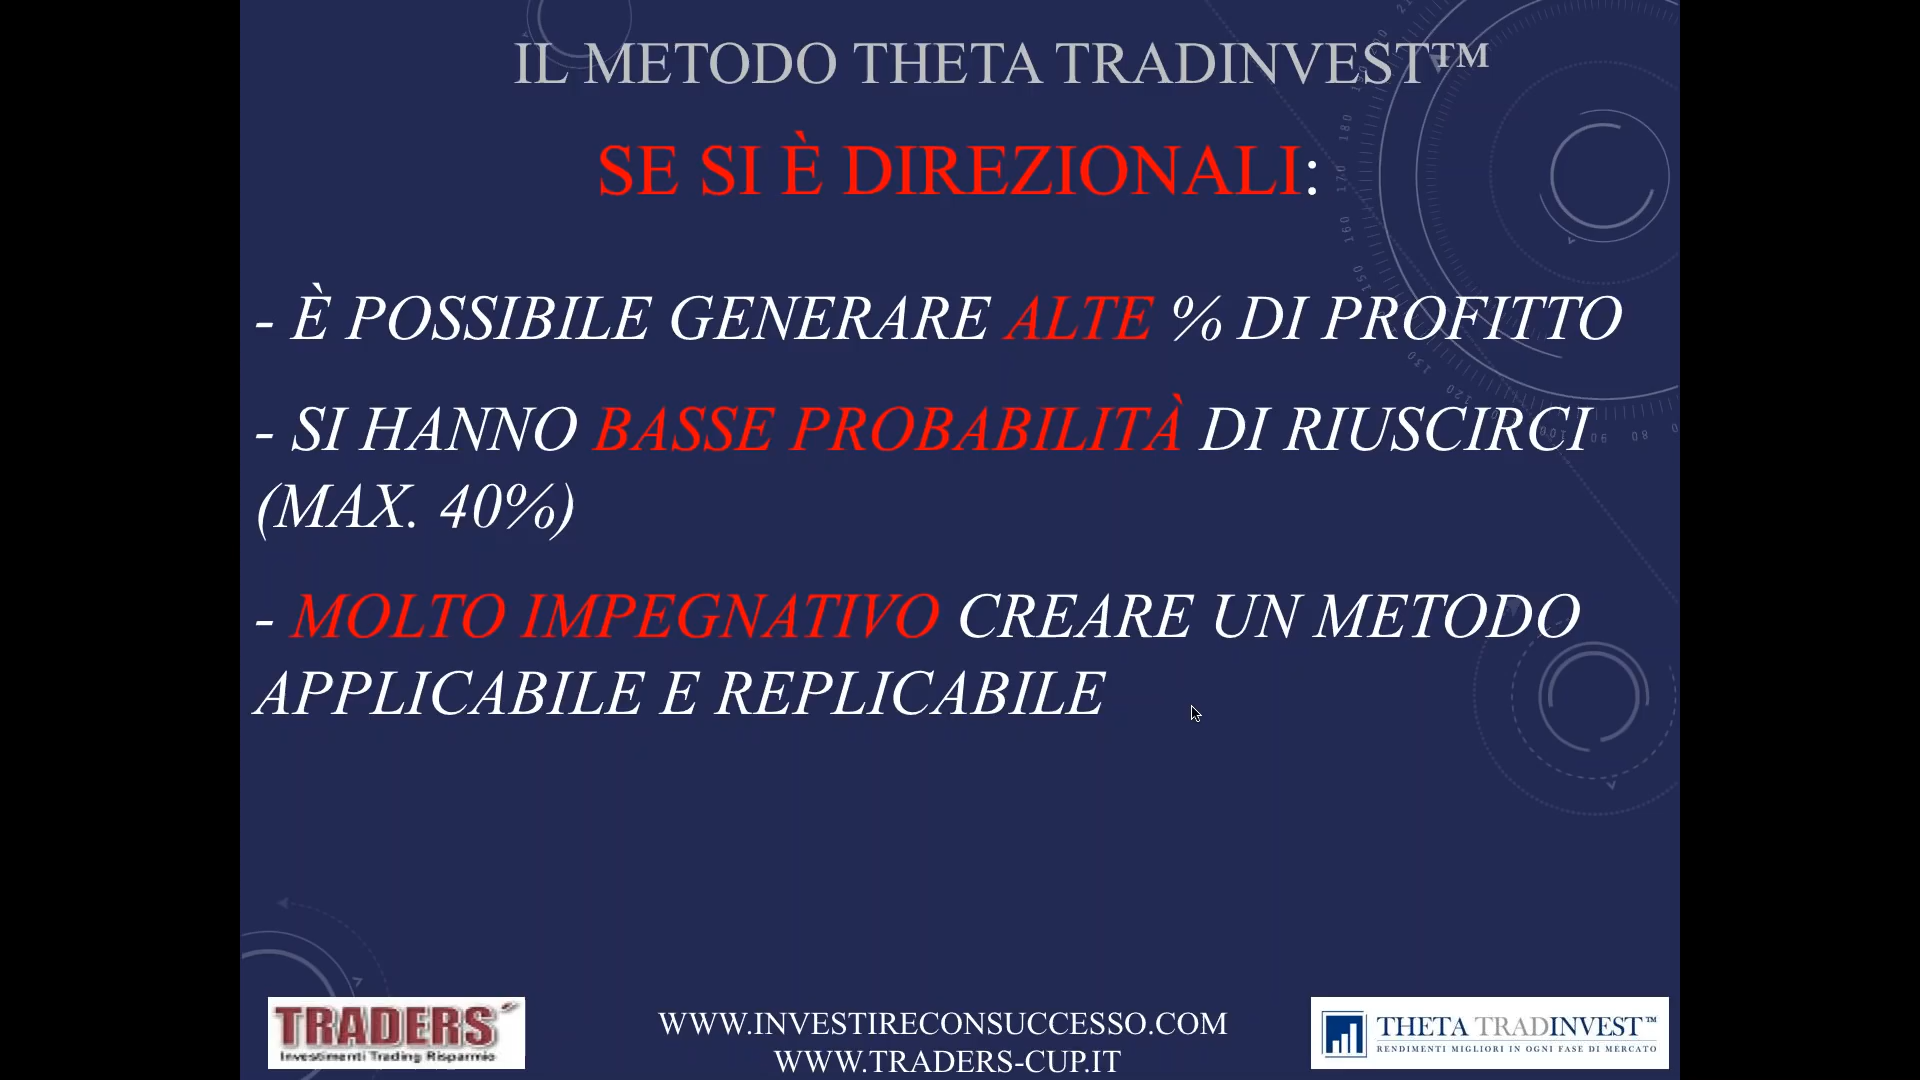 IL METODO THETA TRADINVEST™
SE SI È DIREZIONALI:
- È POSSIBILE GENERARE ALTE % DI PROFITTO
- SI HANNO BASSE PROBABILITÀ DI RIUSCIRCI
(MAX. 40%)
- MOLTO IMPEGNATIVO CREARE UN METODO
APPLICABILE E REPLICABILE
TRADERS´
Investimenti Trading Risparmio
WWW.INVESTIRECONSUCCESSO.COM
WWW.TRADERS-CUP.IT
THETA TRADINVEST™
RENDIMENTI MIGLIORI IN OGNI FASE DI MERCATO